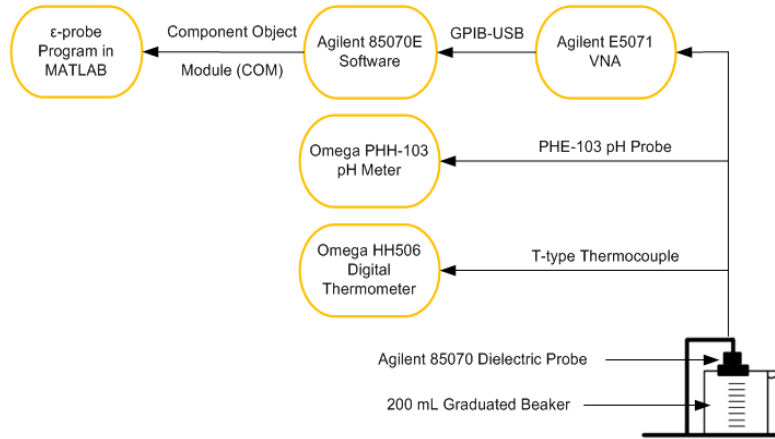 ε-probe
Program in
MATLAB
Component Object
Module (COM)
Agilent 85070E
Software
GPIB-USB
Agilent E5071
VNA
Omega PHH-103
pH Meter
PHE-103 pH Probe
Omega HH506
Digital
Thermometer
T-type Thermocouple
Agilent 85070 Dielectric Probe
200 mL Graduated Beaker